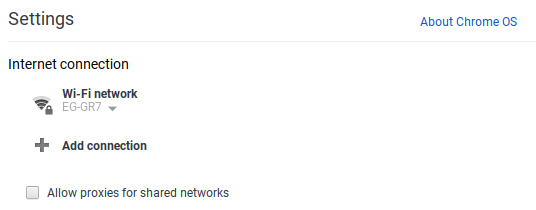 Settings
About Chrome OS
Internet connection
Wi-Fi network
EG-GR7
Add connection
Allow proxies for shared networks